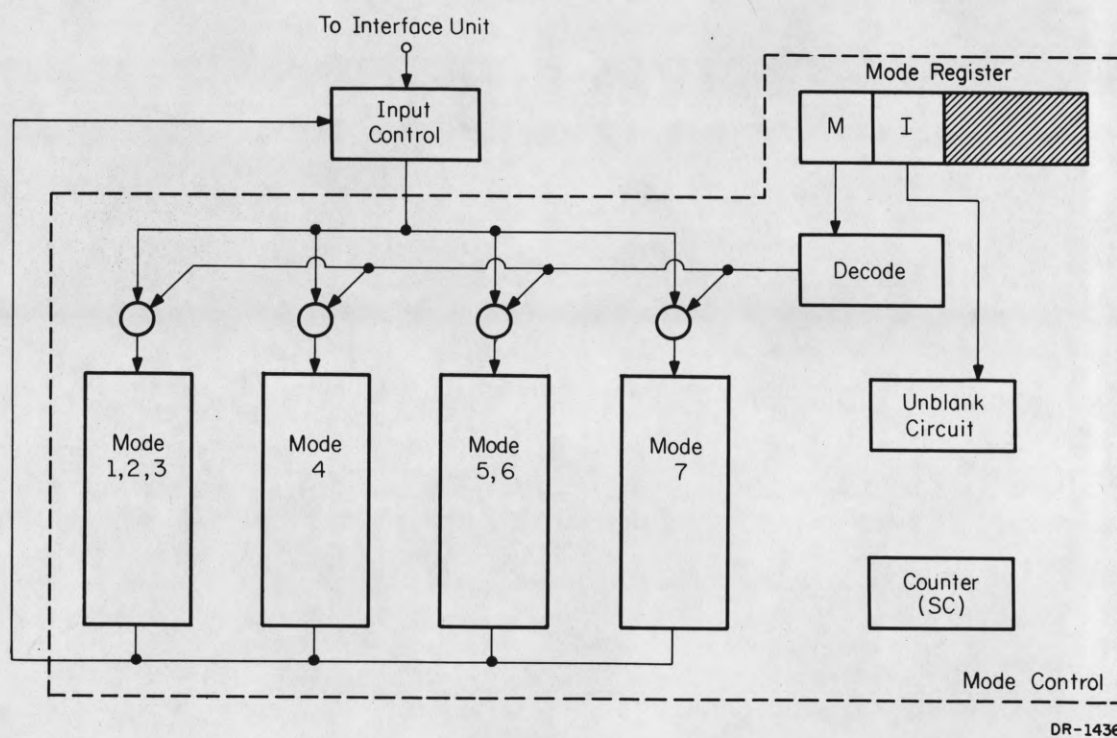 To Interface Unit
Input
Control
Mode Register
M
I
Decode
Mode
1,2,3
Mode
4
Mode
5,6
Mode
7
Unblank
Circuit
Counter
(SC)
Mode Control
DR-1436